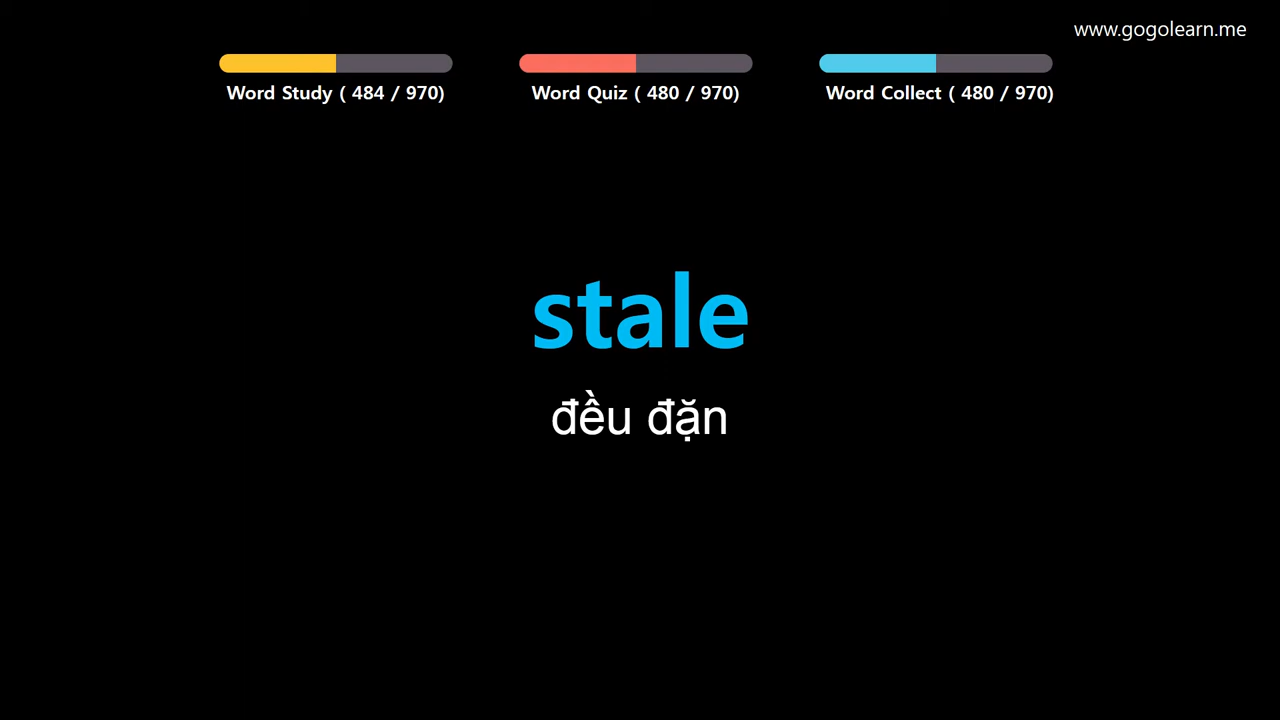 www.gogolearn.me
Word Study ( 484 / 970)
Word Quiz ( 480 / 970)
Word Collect ( 480 / 970)
stale
đều đặn